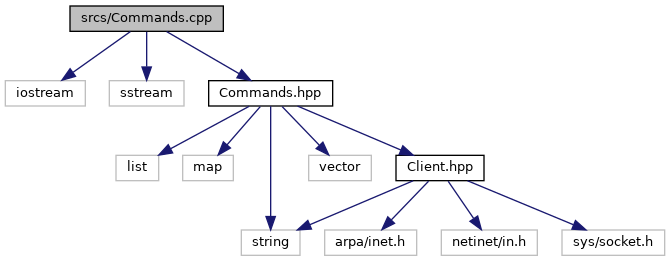 srcs/Commands.cpp
iostream
sstream
Commands.hpp
list
map
vector
Client.hpp
string
arpa/inet.h
netinet/in.h
sys/socket.h